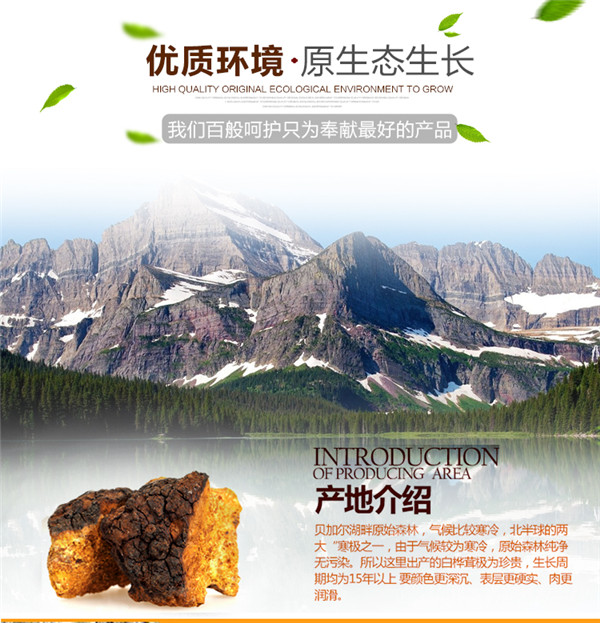 优质环境·原生态生长
HIGH QUALITY ORIGINAL ECOLOGICAL ENVIRONMENT TO GROW
我们百般呵护只为奉献最好的产品
INTRODUCTION
OF PRODUCING AREA
产地介绍
贝加尔湖畔原始森林，气候比较寒冷，北半球的两
大“寒极之一，由于气候较为寒冷，原始森林纯净
无污染。所以这里出产的白桦茸极为珍贵，生长周
期均为15年以上 要颜色更深沉、表层更硬实、肉更
润滑。